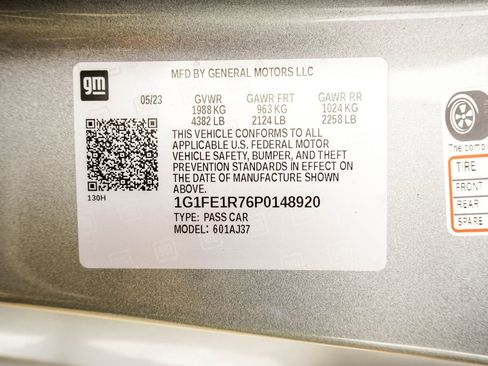 gm
MFD BY GENERAL MOTORS LLC
05/23 GVWR GAWR FRT GAWR RR
1988 KG 963 KG 1024 KG
4382 LB 2124 LB 2258 LB
THIS VEHICLE CONFORMS TO ALL
APPLICABLE U.S. FEDERAL MOTOR
VEHICLE SAFETY, BUMPER, AND THEFT
PREVENTION STANDARDS IN EFFECT ON
THE DATE OF MANUFACTURE SHOWN
ABOVE.
130H
1G1FE1R76P0148920
TYPE: PASS CAR
MODEL: 601AJ37
The
TIRE
FRONT
REAR
SPARE